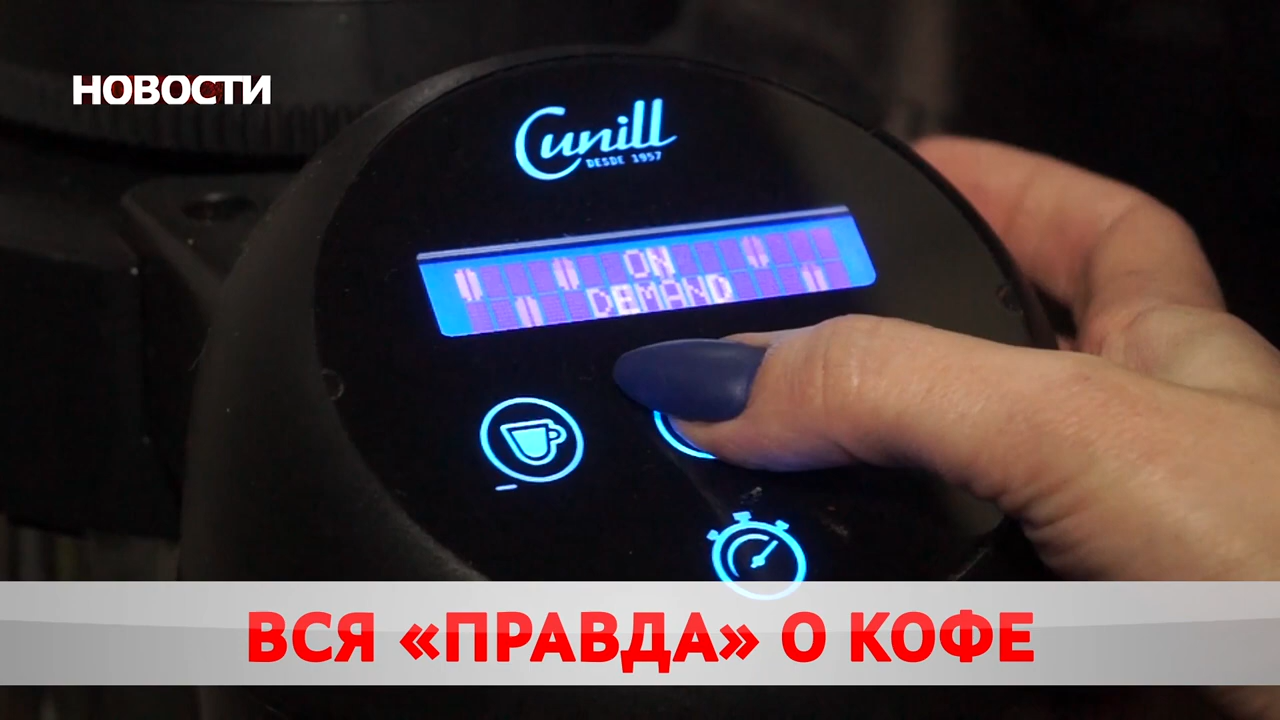 НОВОСТИ
Cunill
DESDE 1957
ON
DEMAND
ВСЯ «ПРАВДА» О КОФЕ